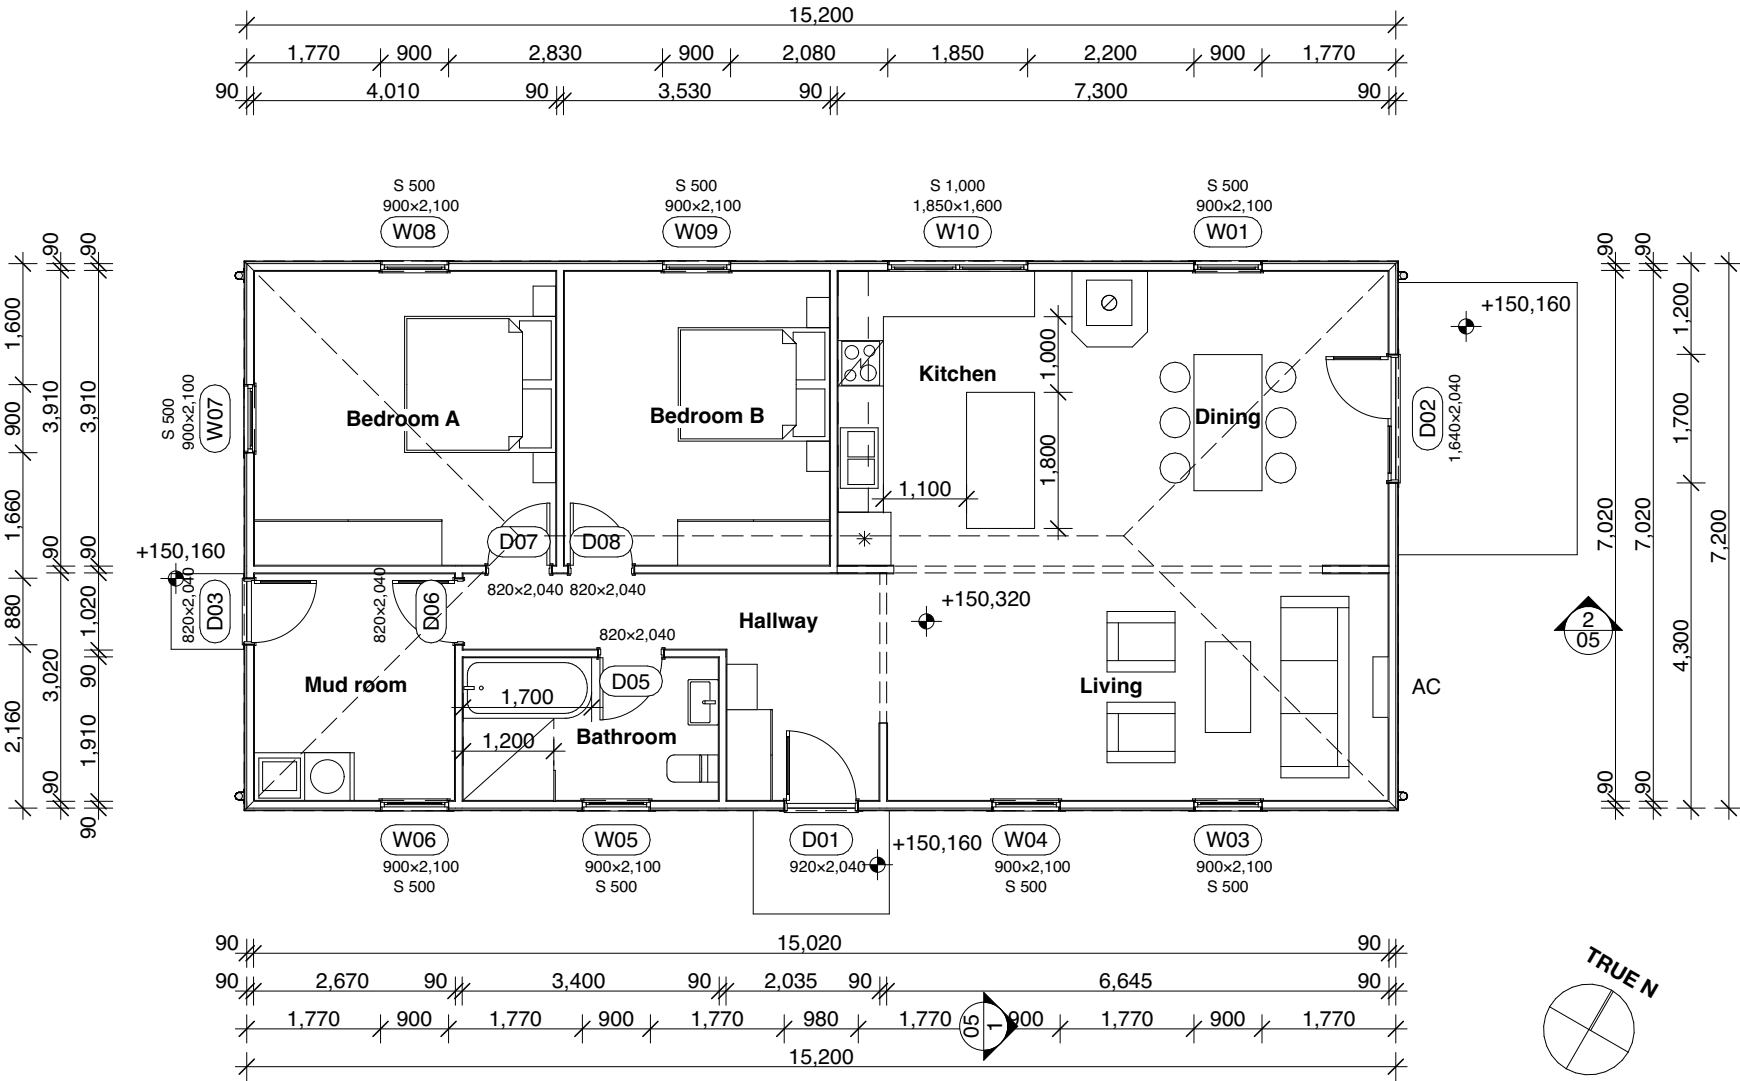 15,200
1,770 900 2,830 900 2,080 1,850 2,200 900 1,770
90 4,010 90 3,530 90 7,300 90
S 500
900×2,100
W08
S 500
900×2,100
W09
S 1,000
1,850×1,600
W10
S 500
900×2,100
W01
1,600
900
1,660
880
2,160
90
3,910
90
3,020
90
90
3,910
90
1,020
90
1,910
90
S 500
900×2,100
W07
+150,160
820×2,040
D03
820×2,040
D06
Bedroom A
Bedroom B
Kitchen
Dining
1,000
1,800
1,100
D07
D08
820×2,040
820×2,040
Hallway
820×2,040
D05
+150,320
Mud room
1,700
1,200
Bathroom
Living
AC
+150,160
D02
1,640×2,040
2
05
90
7,020
90
90
7,020
90
1,200
1,700
4,300
7,200
W06
900×2,100
S 500
W05
900×2,100
S 500
D01
920×2,040
+150,160
W04
900×2,100
S 500
W03
900×2,100
S 500
90 15,020 90
90 2,670 90 3,400 90 2,035 90 6,645 90
1,770 900 1,770 900 1,770 980 1,770 900 1,770 900 1,770
05
1
15,200
TRUE N